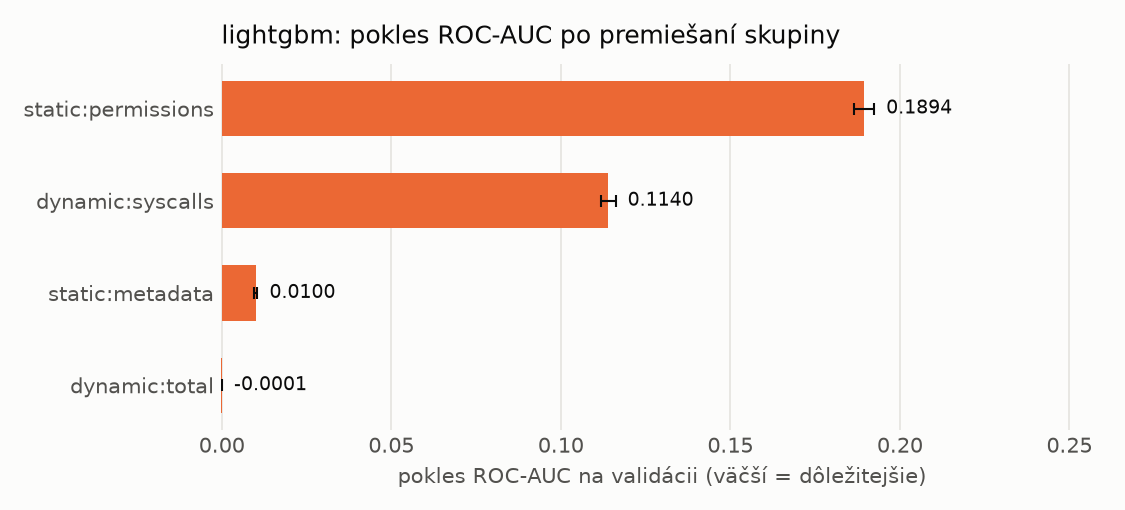 lightgbm: pokles ROC-AUC po premiešaní skupiny
static:permissions
0.1894
dynamic:syscalls
0.1140
static:metadata
0.0100
dynamic:total
-0.0001
0.00 0.05 0.10 0.15 0.20 0.25
pokles ROC-AUC na validácii (väčší = dôležitejšie)